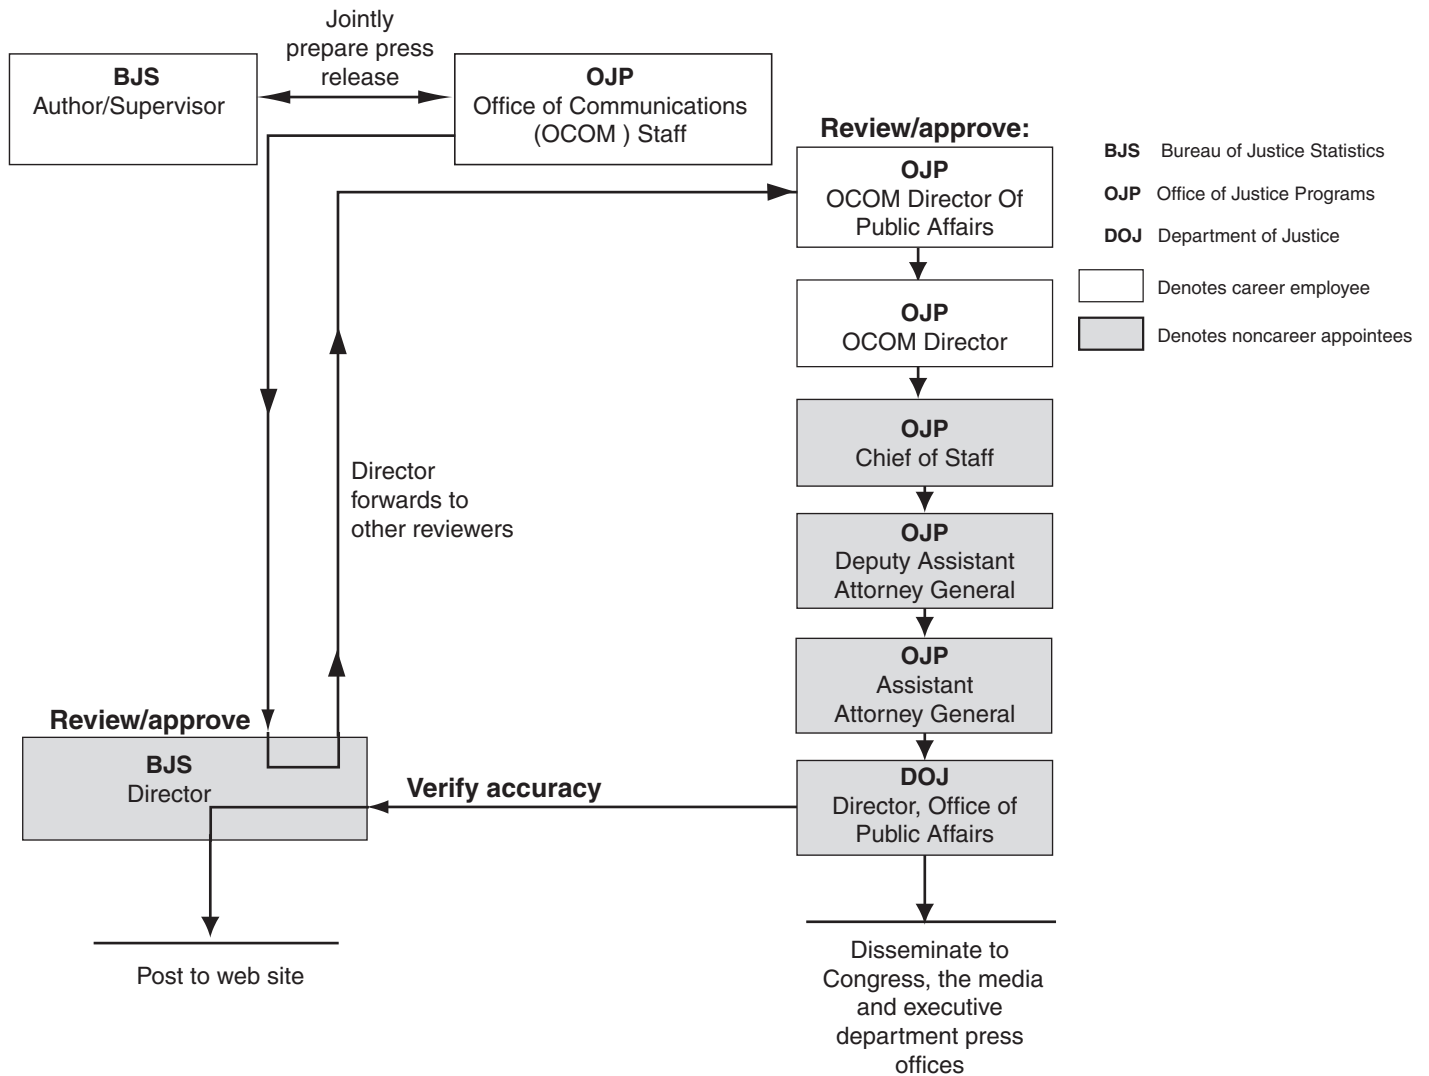 Jointly
prepare press
release
BJS
Author/Supervisor
OJP
Office of Communications
(OCOM ) Staff
Review/approve:
OJP
OCOM Director Of
Public Affairs
OJP
OCOM Director
OJP
Chief of Staff
OJP
Deputy Assistant
Attorney General
OJP
Assistant
Attorney General
DOJ
Director, Office of
Public Affairs
BJS Bureau of Justice Statistics
OJP Office of Justice Programs
DOJ Department of Justice
Denotes career employee
Denotes noncareer appointees
Director
forwards to
other reviewers
Review/approve
BJS
Director
Verify accuracy
Post to web site
Disseminate to
Congress, the media
and executive
department press
offices